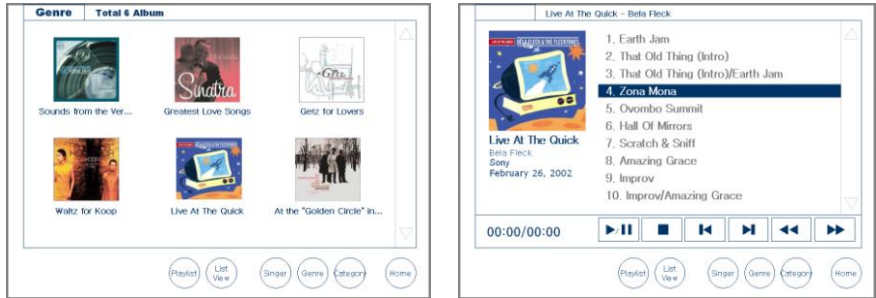 Genre Total 6 Album
Sinatra
Getz
Sounds from the Ver... Greatest Love Songs Getz for Lovers
Waltz for Koop Live At The Quick At the "Golden Circle" in...
Playlist List View Singer Genre Category Home
Live At The Quick - Bela Fleck
BELA FLECK & THE FLECKTONES
Live At The Quick
Bela Fleck
Sony
February 26, 2002
1. Earth Jam
2. That Old Thing (Intro)
3. That Old Thing (Intro)/Earth Jam
4. Zona Mona
5. Ovombo Summit
6. Hall Of Mirrors
7. Scratch & Sniff
8. Amazing Grace
9. Improv
10. Improv/Amazing Grace
00:00/00:00
Playlist List View Singer Genre Category Home